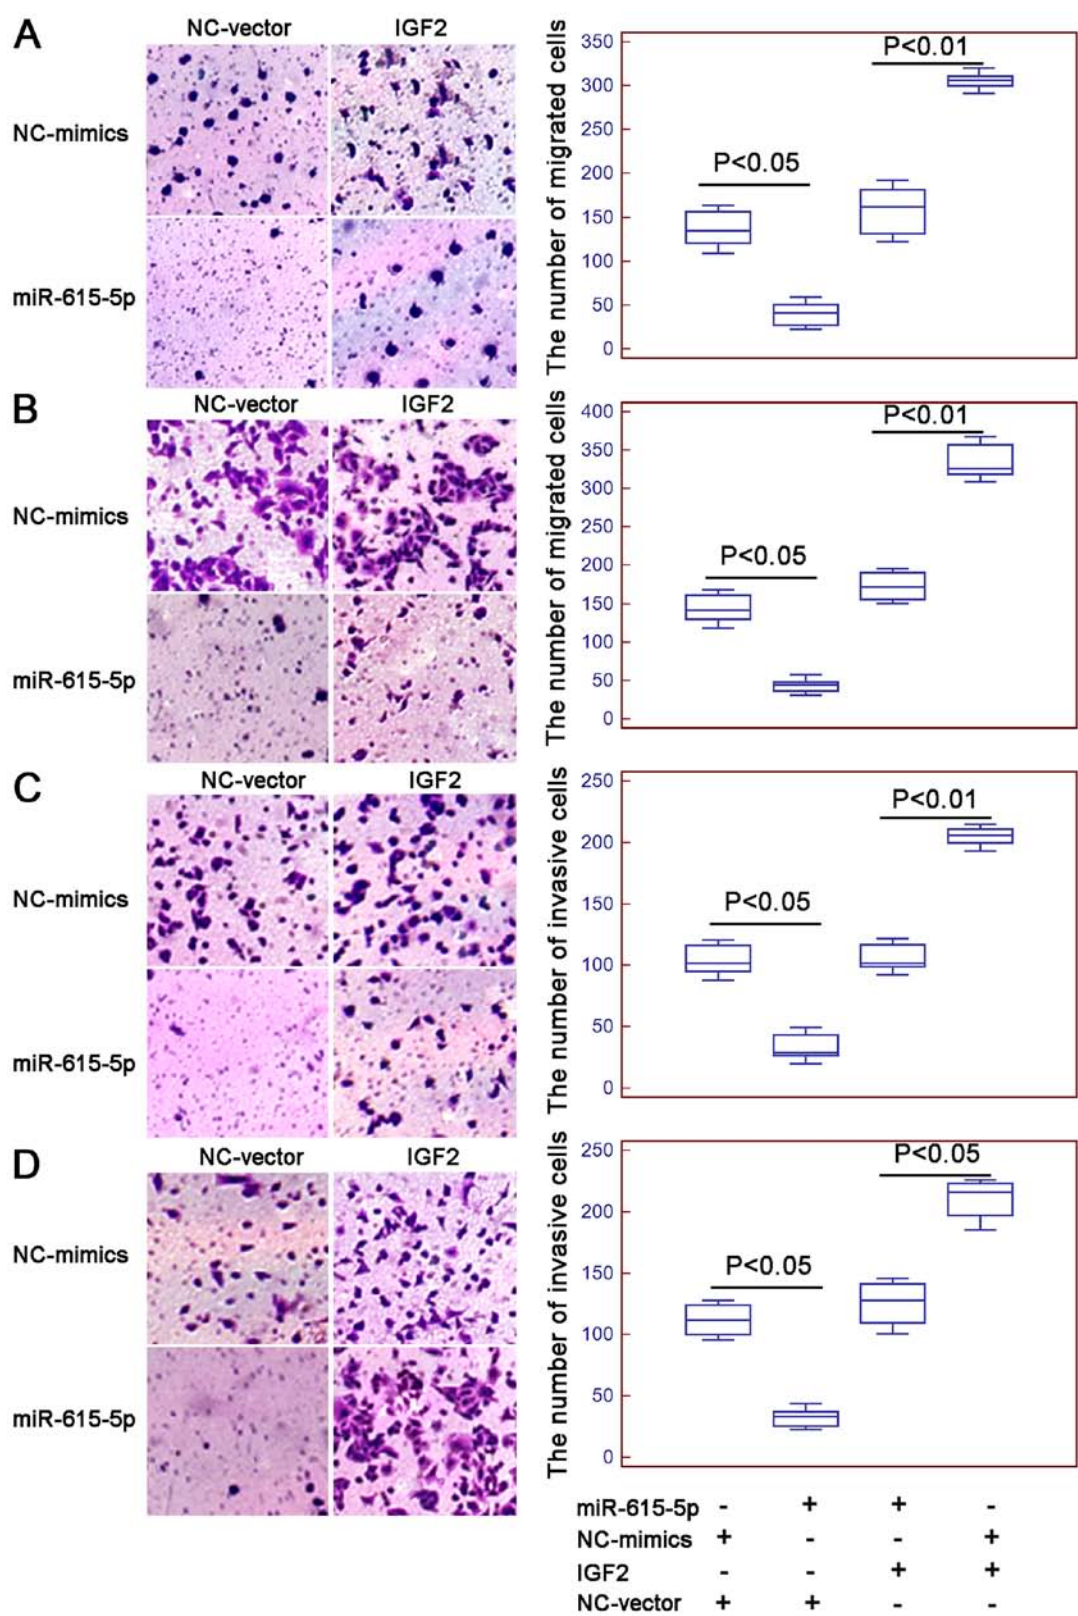 A
NC-vector
IGF2
NC-mimics
miR-615-5p
The number of migrated cells
350
300
250
200
150
100
50
0
P<0.05
P<0.01
B
NC-vector
IGF2
NC-mimics
miR-615-5p
The number of migrated cells
400
350
300
250
200
150
100
50
0
P<0.05
P<0.01
C
NC-vector
IGF2
NC-mimics
miR-615-5p
The number of invasive cells
250
200
150
100
50
0
P<0.05
P<0.01
D
NC-vector
IGF2
NC-mimics
miR-615-5p
The number of invasive cells
250
200
150
100
50
0
P<0.05
P<0.05
miR-615-5p - + + -
NC-mimics + - - +
IGF2 - - + +
NC-vector + + - -